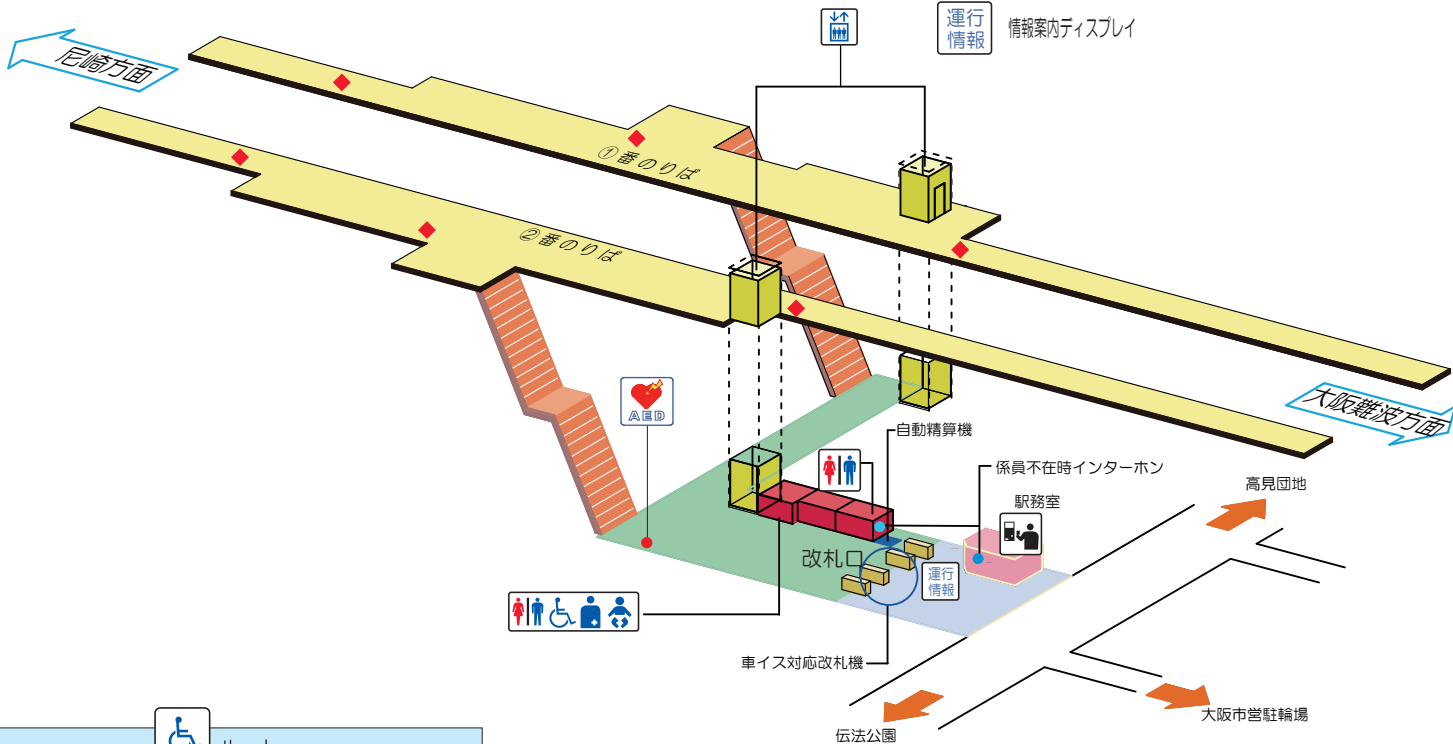 運行
情報
情報案内ディスプレイ
尼崎方面
①番のりば
②番のりば
大阪難波方面
AED
自動精算機
係員不在時インターホン
高見団地
駅務室
改札口
運行
情報
車イス対応改札機
大阪市営駐輪場
伝法公園